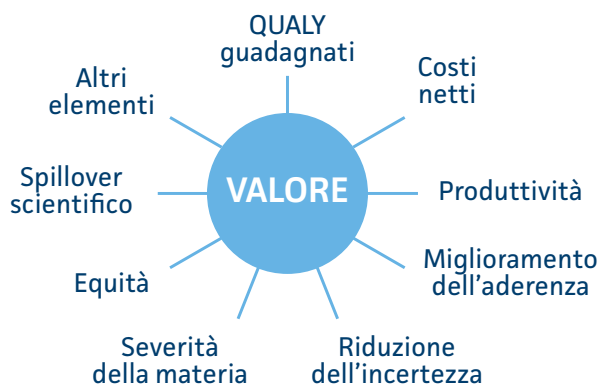 QUALY
guadagnati
Costi
netti
Produttività
Miglioramento
dell'aderenza
Riduzione
dell'incertezza
Severità
della materia
Equità
Spillover
scientifico
Altri
elementi
VALORE